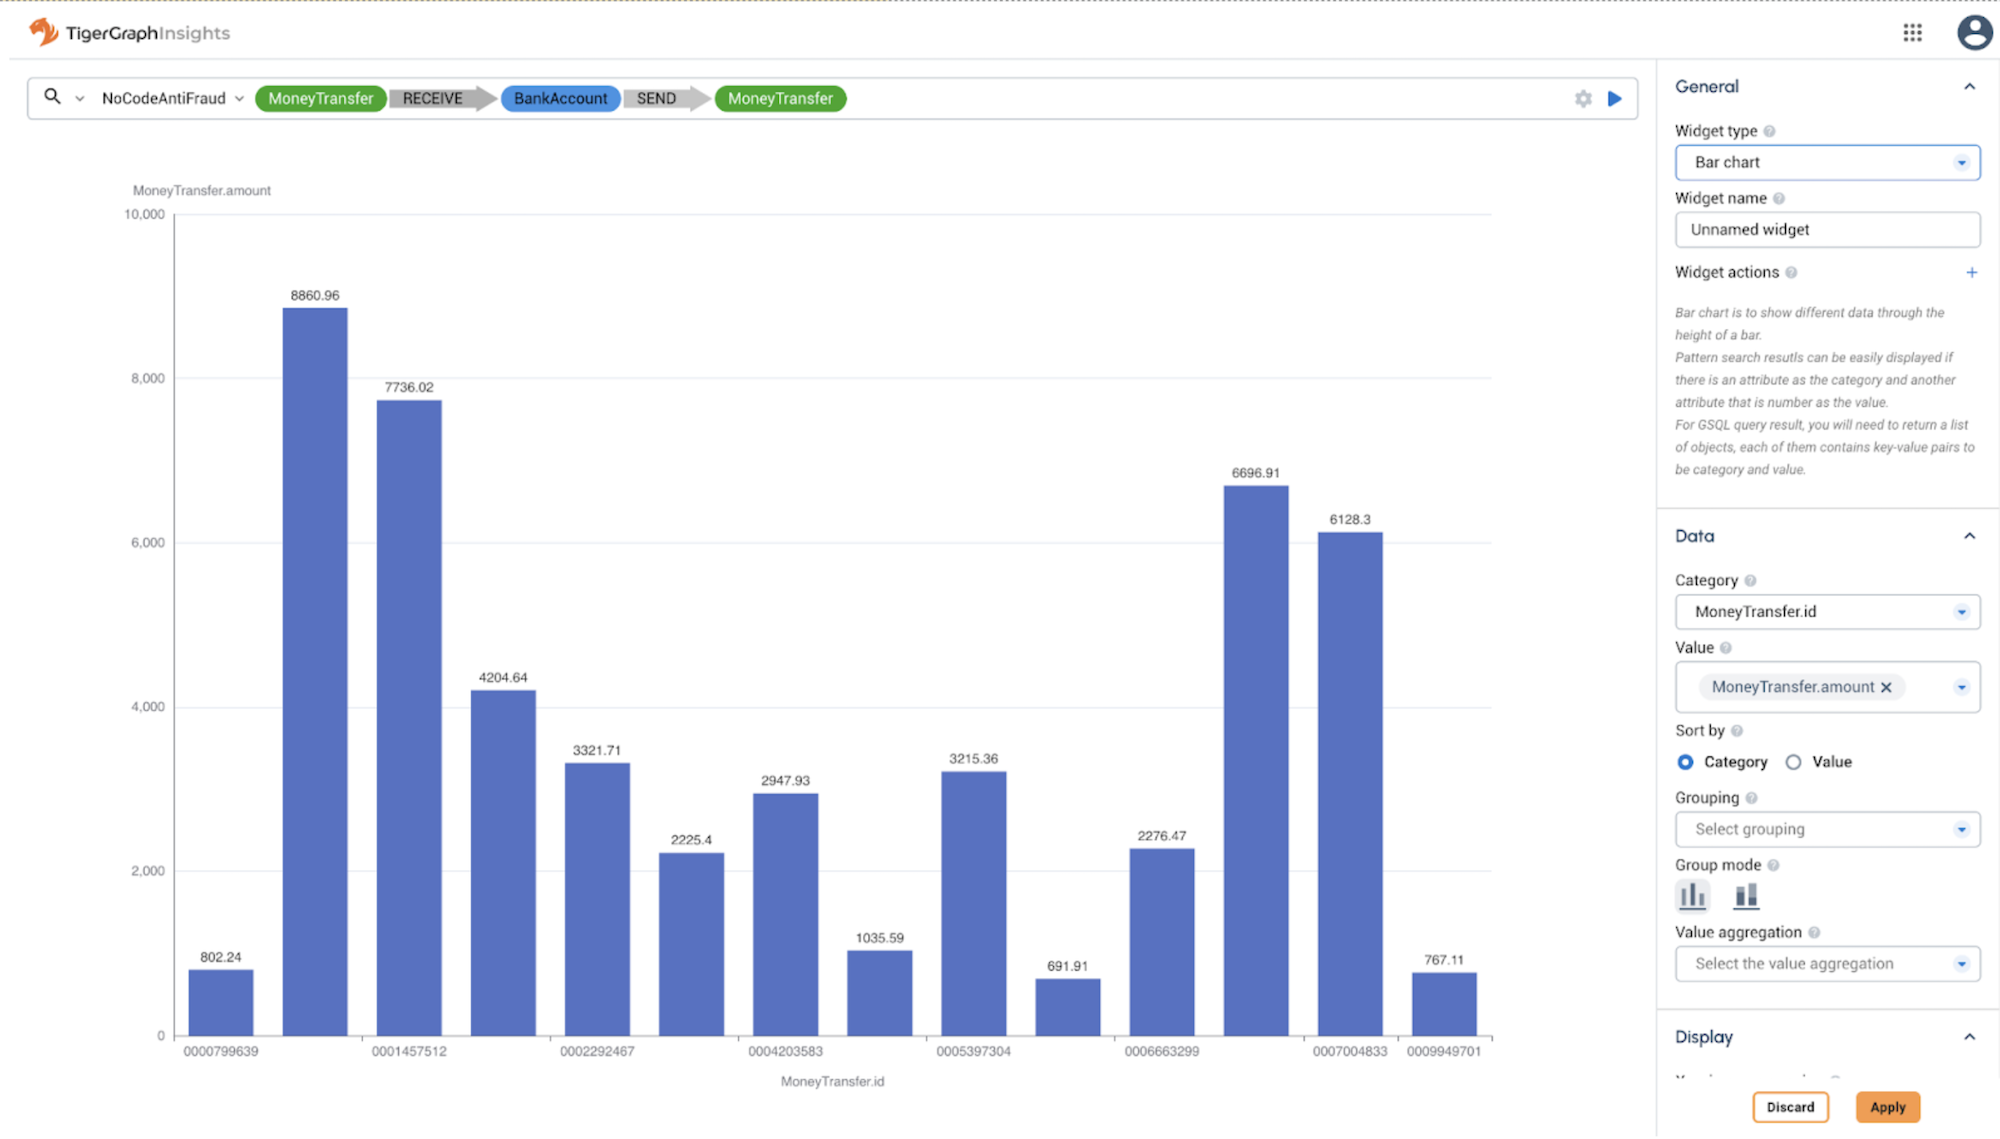 TigerGraphInsights
NoCodeAntiFraud MoneyTransfer RECEIVE BankAccount SEND MoneyTransfer
MoneyTransfer.amount
10,000
8,000
6,000
4,000
2,000
0
802.24
8860.96
7736.02
4204.64
3321.71
2225.4
2947.93
1035.59
3215.36
691.91
2276.47
6696.91
6128.3
767.11
0000799639 0001457512 0002292467 0004203583 0005397304 0006663299 0007004833 0009949701
MoneyTransfer.id
General
Widget type
Bar chart
Widget name
Unnamed widget
Widget actions
Bar chart is to show different data through the
height of a bar.
Pattern search resutls can be easily displayed if
there is an attribute as the category and another
attribute that is number as the value.
For GSQL query result, you will need to return a list
of objects, each of them contains key-value pairs to
be category and value.
Data
Category
MoneyTransfer.id
Value
MoneyTransfer.amount
Sort by
Category Value
Grouping
Select grouping
Group mode
Value aggregation
Select the value aggregation
Display
Discard Apply